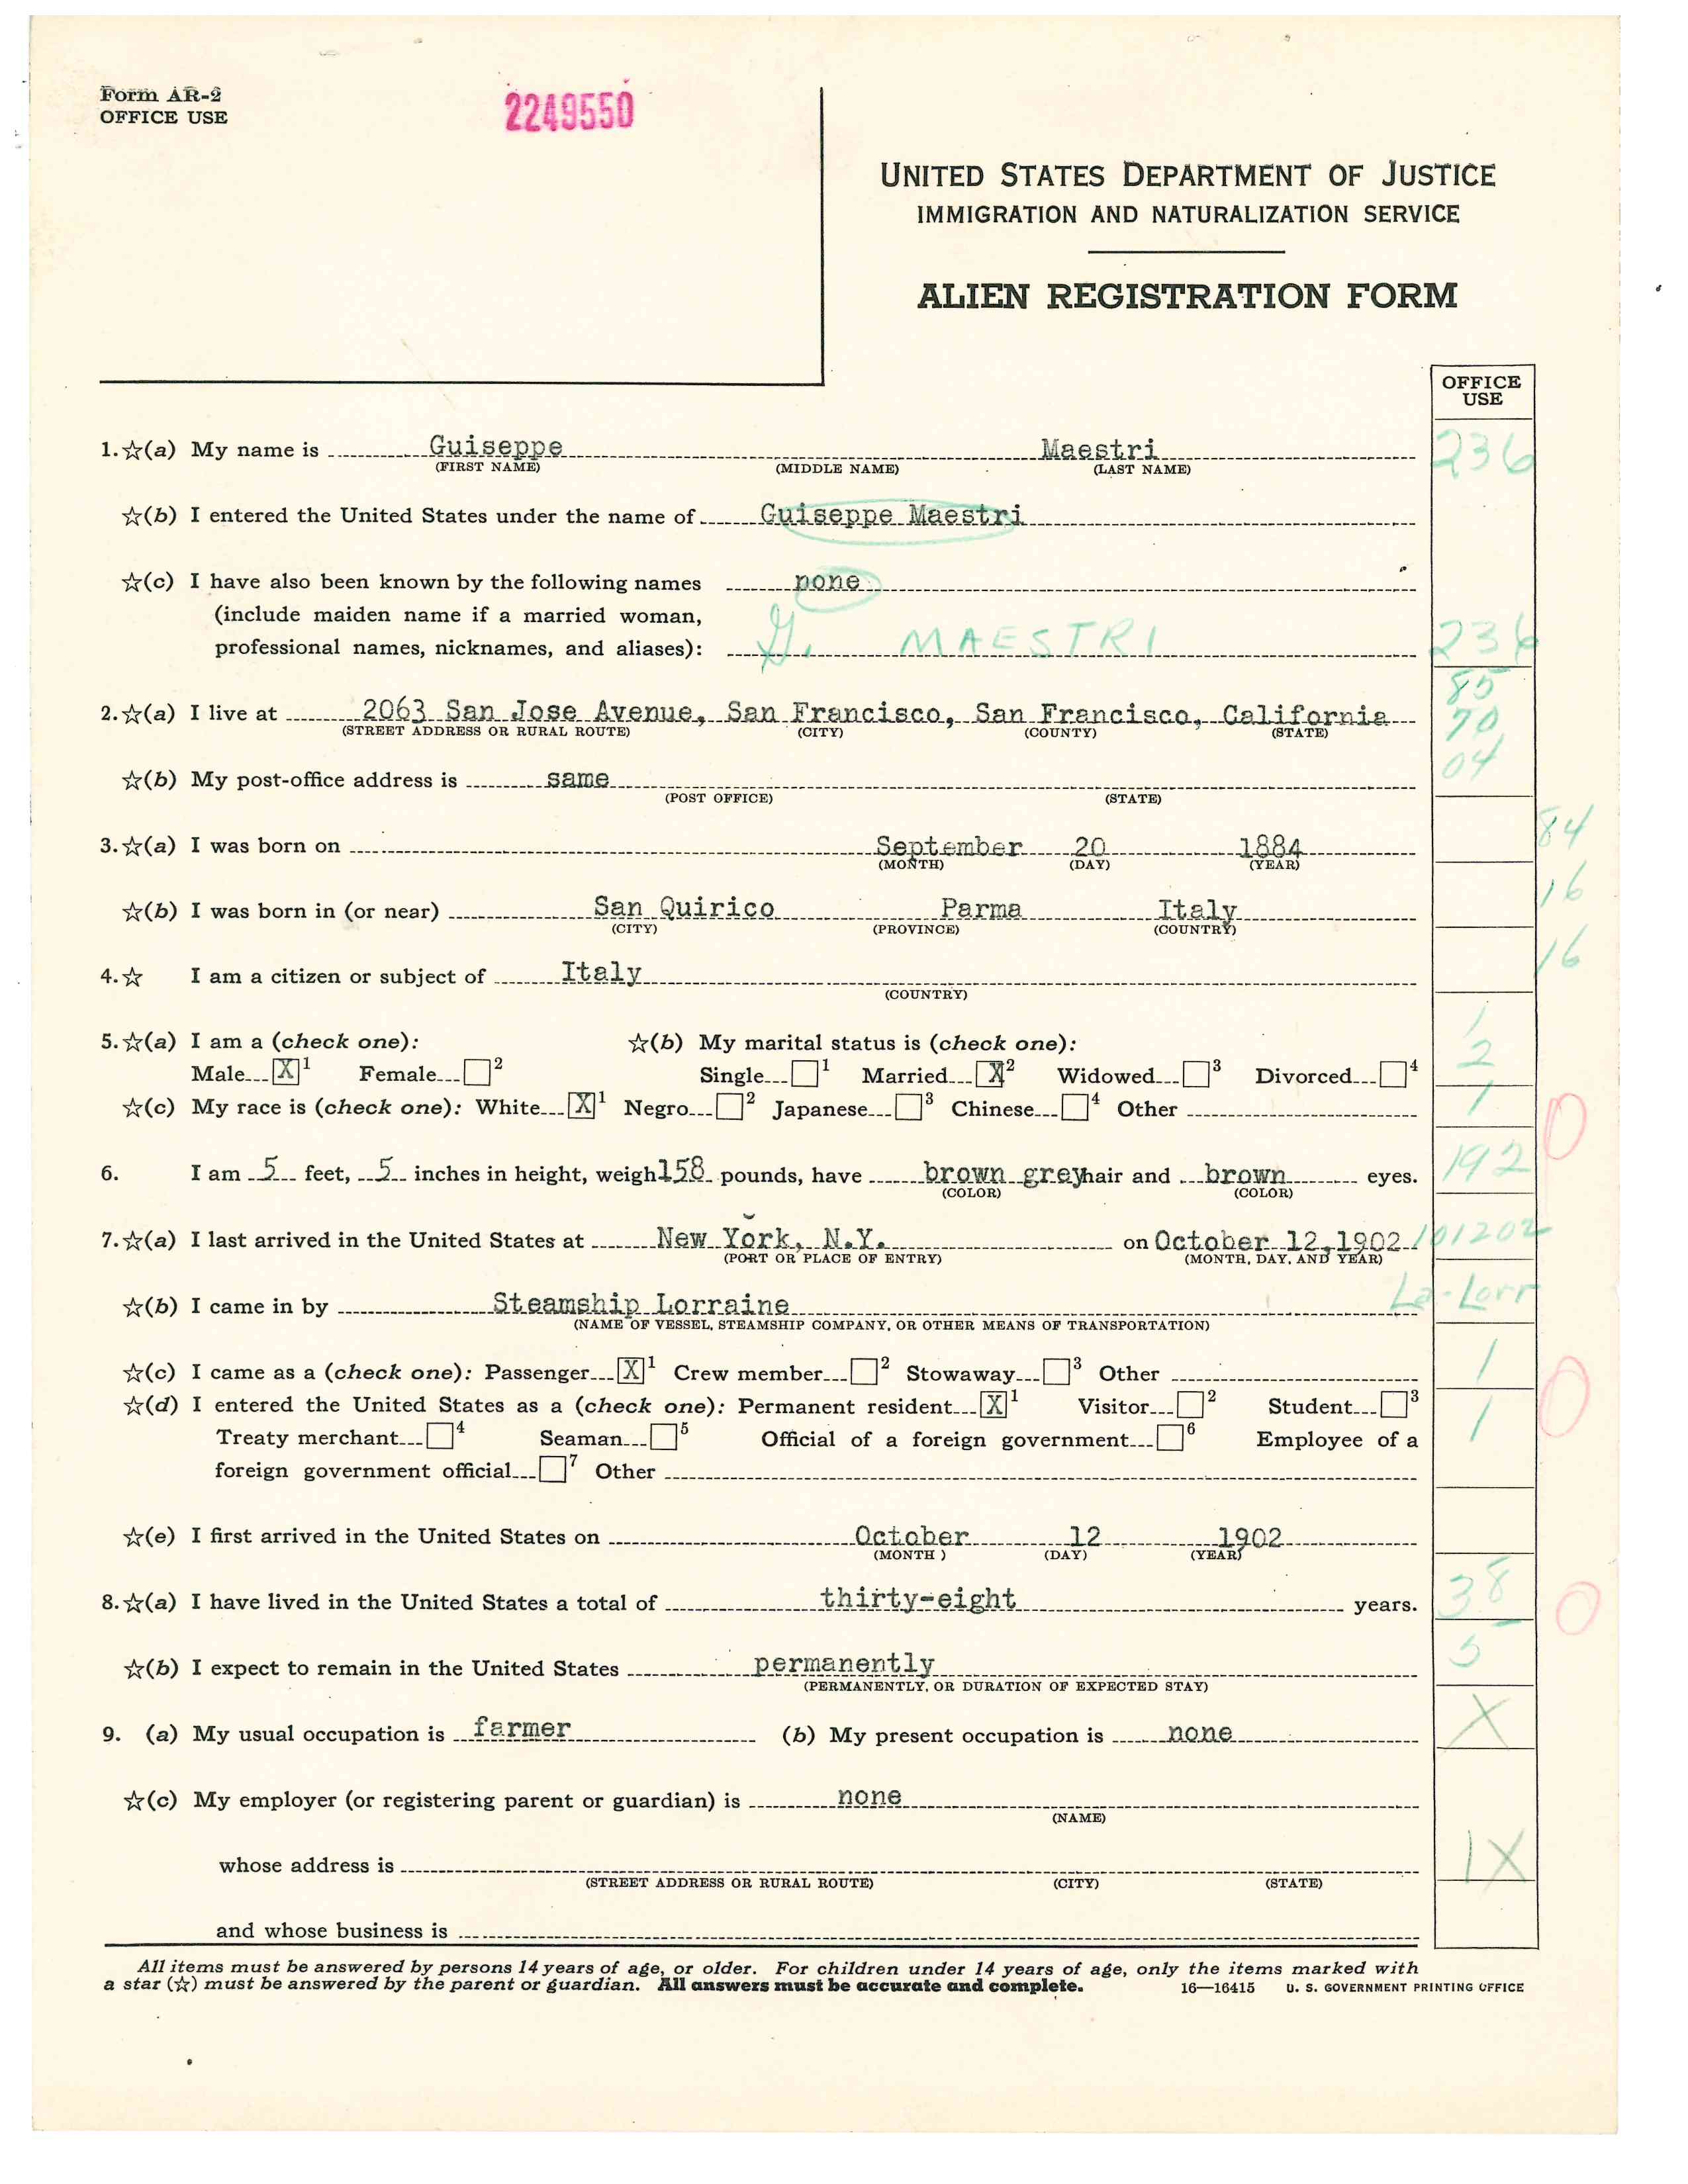 Form AR-2
OFFICE USE
2249550
UNITED STATES DEPARTMENT OF JUSTICE
IMMIGRATION AND NATURALIZATION SERVICE
ALIEN REGISTRATION FORM
OFFICE
USE
1. ☆(a) My name is Guiseppe Maestri 236
(FIRST NAME) (MIDDLE NAME) (LAST NAME)
☆(b) I entered the United States under the name of Guiseppe Maestri
☆(c) I have also been known by the following names none
(include maiden name if a married woman,
professional names, nicknames, and aliases): G. MAESTRI 236
85
2. ☆(a) I live at 2063 San Jose Avenue, San Francisco, San Francisco, California 70
(STREET ADDRESS OR RURAL ROUTE) (CITY) (COUNTY) (STATE)
04
☆(b) My post-office address is same
(POST OFFICE) (STATE)
3. ☆(a) I was born on September 20 1884 84
(MONTH) (DAY) (YEAR)
☆(b) I was born in (or near) San Quirico Parma Italy 16
(CITY) (PROVINCE) (COUNTRY)
4. ☆ I am a citizen or subject of Italy 16
(COUNTRY)
5. ☆(a) I am a (check one): ☆(b) My marital status is (check one): 1
Male X 1 Female 2 Single 1 Married X 2 Widowed 3 Divorced 4 2
☆(c) My race is (check one): White X 1 Negro 2 Japanese 3 Chinese 4 Other 1 0
6. I am 5 feet, 5 inches in height, weigh 158 pounds, have brown grey hair and brown eyes. 192
(COLOR) (COLOR)
7. ☆(a) I last arrived in the United States at New York, N.Y. on October 12, 1902 101202
(PORT OR PLACE OF ENTRY) (MONTH, DAY, AND YEAR)
☆(b) I came in by Steamship Lorraine La-Lorr
(NAME OF VESSEL, STEAMSHIP COMPANY, OR OTHER MEANS OF TRANSPORTATION)
☆(c) I came as a (check one): Passenger X 1 Crew member 2 Stowaway 3 Other 1
☆(d) I entered the United States as a (check one): Permanent resident X 1 Visitor 2 Student 3 1 0
Treaty merchant 4 Seaman 5 Official of a foreign government 6 Employee of a
foreign government official 7 Other
☆(e) I first arrived in the United States on October 12 1902
(MONTH ) (DAY) (YEAR)
8. ☆(a) I have lived in the United States a total of thirty-eight years. 38 0
☆(b) I expect to remain in the United States permanently 5
(PERMANENTLY, OR DURATION OF EXPECTED STAY)
9. (a) My usual occupation is farmer (b) My present occupation is none X
☆(c) My employer (or registering parent or guardian) is none
(NAME)
whose address is 1X
(STREET ADDRESS OR RURAL ROUTE) (CITY) (STATE)
and whose business is
All items must be answered by persons 14 years of age, or older. For children under 14 years of age, only the items marked with
a star (☆) must be answered by the parent or guardian. All answers must be accurate and complete. 16—16415 U. S. GOVERNMENT PRINTING OFFICE